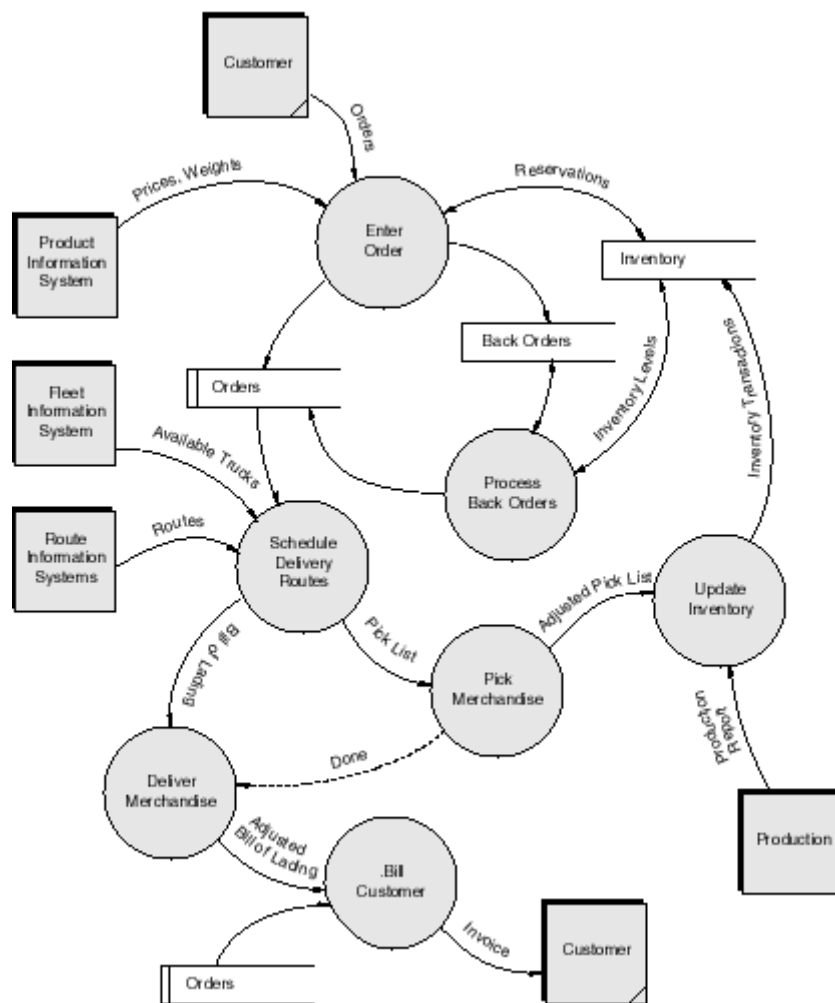 Customer
Orders
Prices, Weights
Reservations
Enter
Order
Product
Information
System
Inventory
Back Orders
Fleet
Information
System
Orders
Inventory Levels
Inventory Transactions
Available Trucks
Process
Back Orders
Route
Information
Systems
Routes
Schedule
Delivery
Routes
Adjusted Pick List
Update
Inventory
Bill of Lading
Pick List
Pick
Merchandise
Production
Report
Done
Deliver
Merchandise
Adjusted
Bill of Lading
.Bill
Customer
Production
Invoice
Customer
Orders